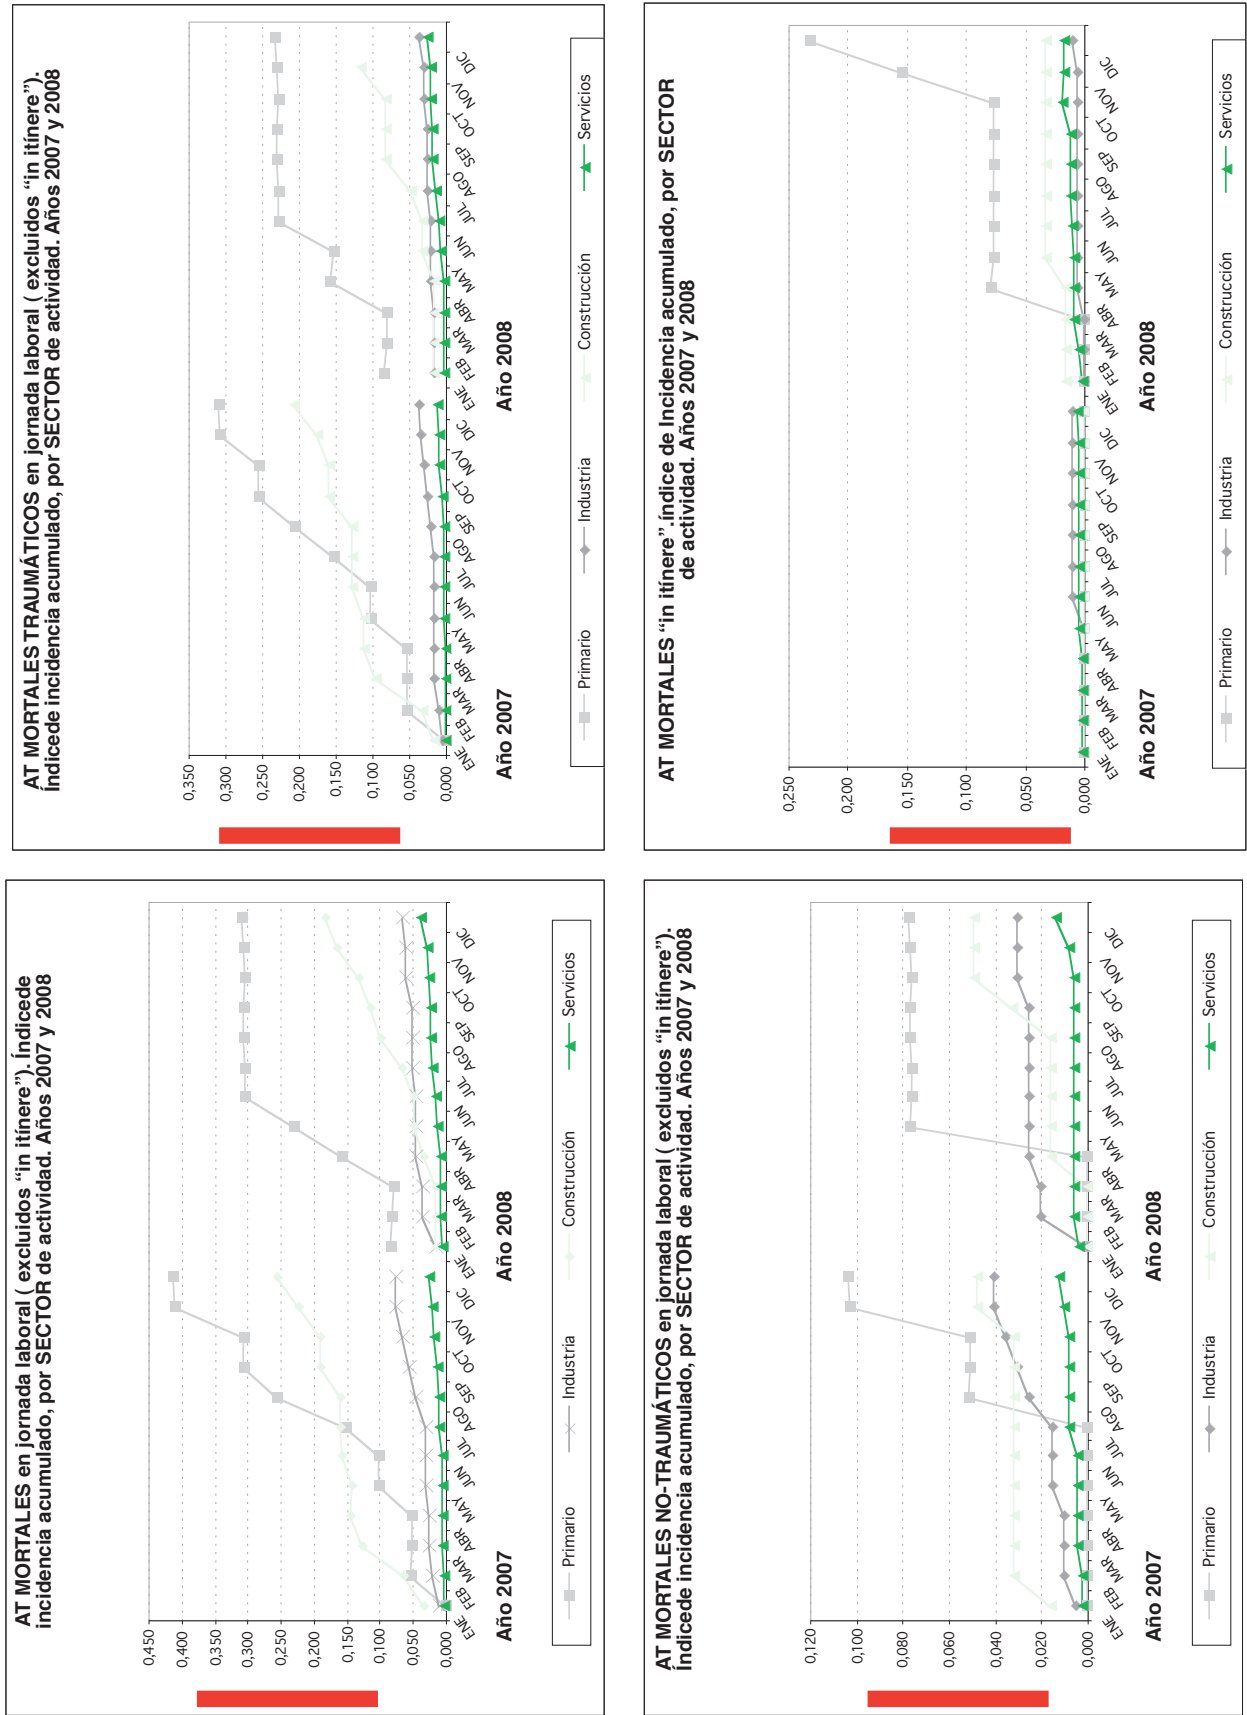 AT MORTALES en jornada laboral ( excluidos “in itínere”). Índicede
incidencia acumulado, por SECTOR de actividad. Años 2007 y 2008
0,450
0,400
0,350
0,300
0,250
0,200
0,150
0,100
0,050
0,000
ENE FEB MAR ABR MAY JUN JUL AGO SEP OCT NOV DIC ENE FEB MAR ABR MAY JUN JUL AGO SEP OCT NOV DIC
Año 2007 Año 2008
Primario Industria Construcción Servicios
AT MORTALES TRAUMÁTICOS en jornada laboral ( excluidos “in itínere”).
Índicede incidencia acumulado, por SECTOR de actividad. Años 2007 y 2008
0,350
0,300
0,250
0,200
0,150
0,100
0,050
0,000
ENE FEB MAR ABR MAY JUN JUL AGO SEP OCT NOV DIC ENE FEB MAR ABR MAY JUN JUL AGO SEP OCT NOV DIC
Año 2007 Año 2008
Primario Industria Construcción Servicios
AT MORTALES NO-TRAUMÁTICOS en jornada laboral ( excluidos “in itínere”).
Índicede incidencia acumulado, por SECTOR de actividad. Años 2007 y 2008
0,120
0,100
0,080
0,060
0,040
0,020
0,000
ENE FEB MAR ABR MAY JUN JUL AGO SEP OCT NOV DIC ENE FEB MAR ABR MAY JUN JUL AGO SEP OCT NOV DIC
Año 2007 Año 2008
Primario Industria Construcción Servicios
AT MORTALES “in itínere”.índice de Incidencia acumulado, por SECTOR
de actividad. Años 2007 y 2008
0,250
0,200
0,150
0,100
0,050
0,000
ENE FEB MAR ABR MAY JUN JUL AGO SEP OCT NOV DIC ENE FEB MAR ABR MAY JUN JUL AGO SEP OCT NOV DIC
Año 2007 Año 2008
Primario Industria Construcción Servicios